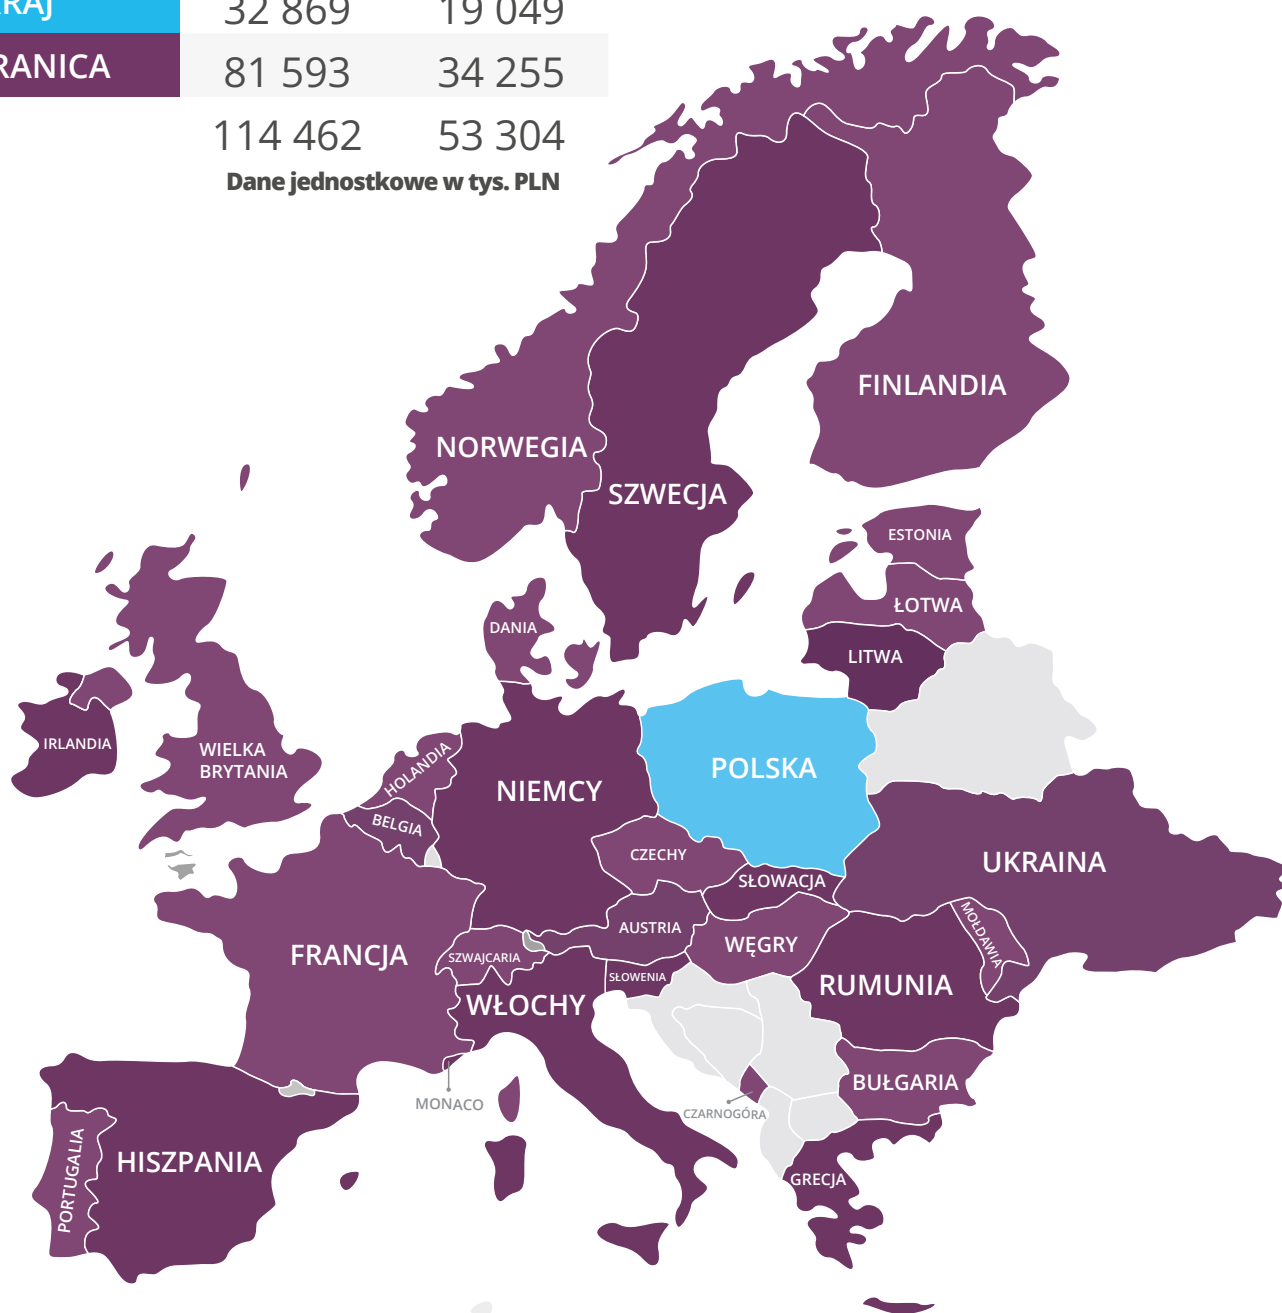 32 869 19 049
81 593 34 255
114 462 53 304
Dane jednostkowe w tys. PLN
FINLANDIA
NORWEGIA
SZWECJA
ESTONIA
ŁOTWA
DANIA
LITWA
IRLANDIA
WIELKA
BRYTANIA
HOLANDIA
NIEMCY
POLSKA
BELGIA
CZECHY
UKRAINA
SŁOWACJA
FRANCJA
AUSTRIA
WĘGRY
MOŁDAWIA
SZWAJCARIA
SŁOWENIA
RUMUNIA
WŁOCHY
BUŁGARIA
MONACO
CZARNOGÓRA
HISZPANIA
PORTUGALIA
GRECJA